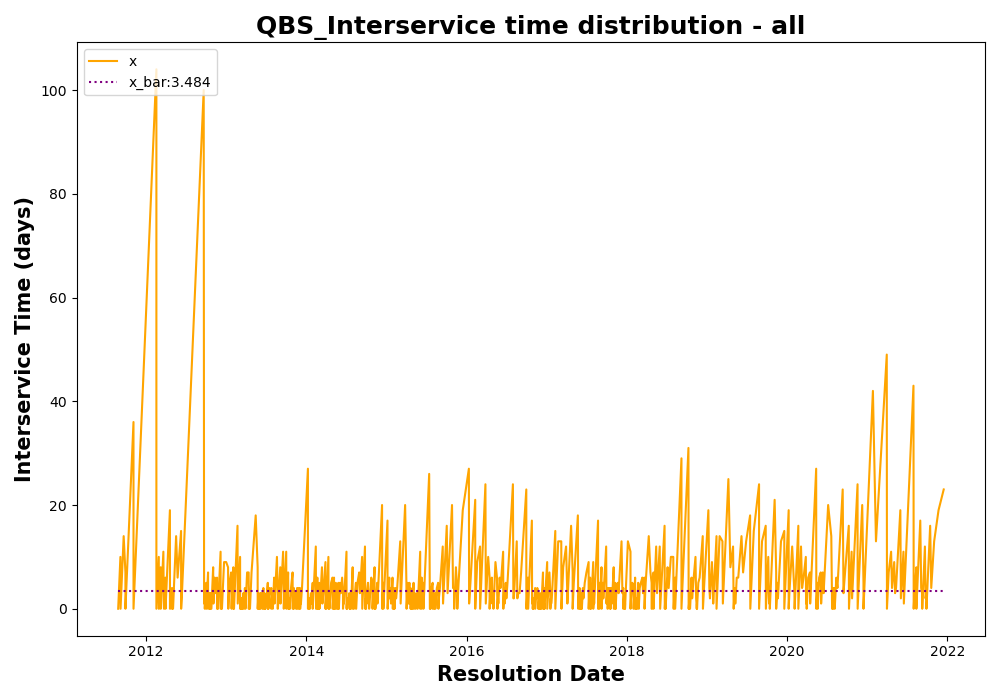 QBS_Interservice time distribution - all
x
x_bar:3.484
100
80
60
40
20
0
Interservice Time (days)
2012 2014 2016 2018 2020 2022
Resolution Date